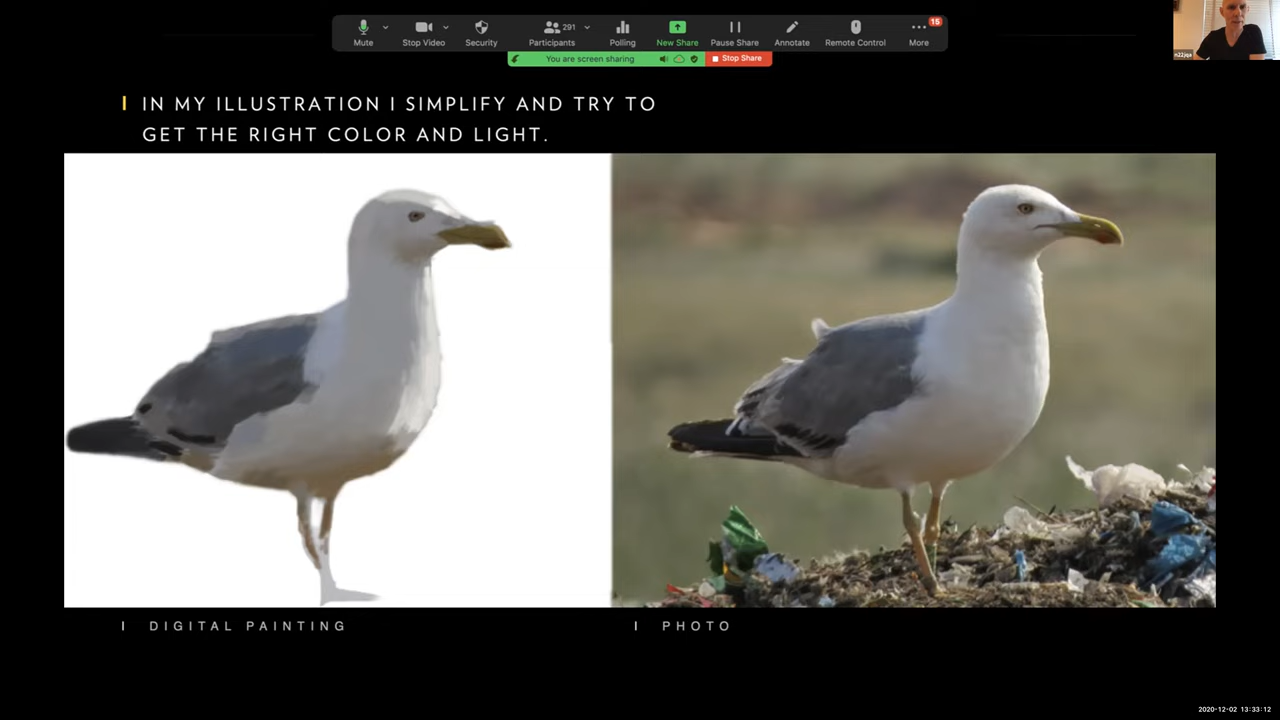 291
15
Mute
Stop Video
Security
Participants
Polling
New Share
Pause Share
Annotate
Remote Control
More
You are screen sharing
Stop Share
n22jqa
IN MY ILLUSTRATION I SIMPLIFY AND TRY TO
GET THE RIGHT COLOR AND LIGHT.
DIGITAL PAINTING
PHOTO
2020-12-02 13:33:12